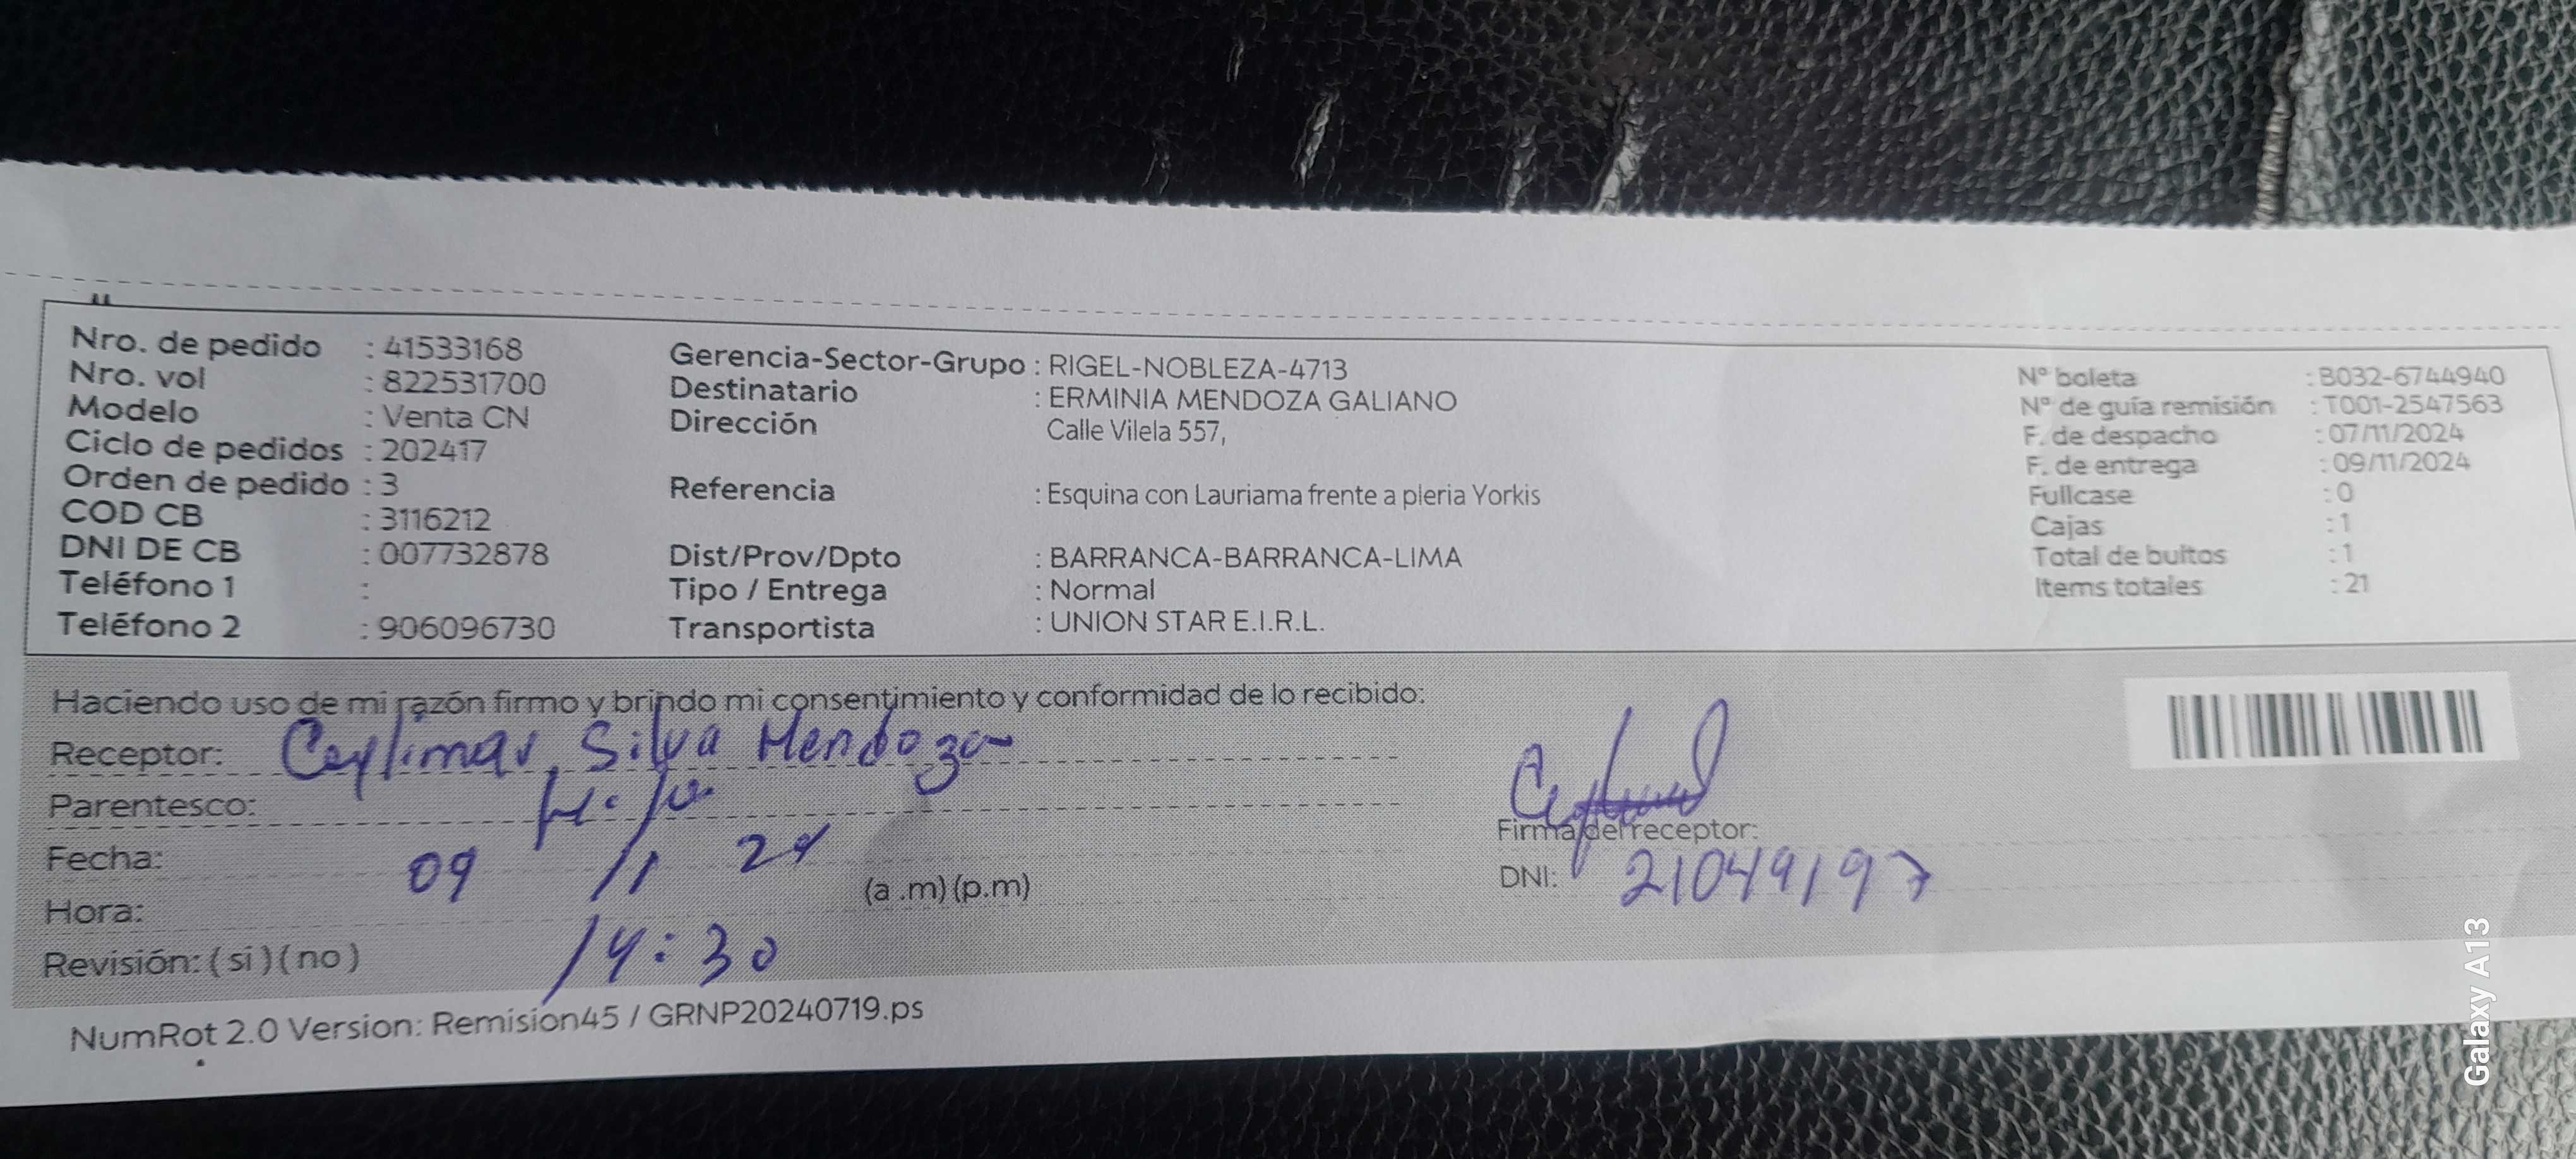 Nro. de pedido : 41533168
Nro. vol : 822531700
Modelo : Venta CN
Ciclo de pedidos : 202417
Orden de pedido : 3
COD CB : 3116212
DNI DE CB : 007732878
Teléfono 1 :
Teléfono 2 : 906096730
Gerencia-Sector-Grupo : RIGEL-NOBLEZA-4713
Destinatario : ERMINIA MENDOZA GALIANO
Dirección Calle Vilela 557,
Referencia : Esquina con Lauriama frente a pleria Yorkis
Dist/Prov/Dpto : BARRANCA-BARRANCA-LIMA
Tipo / Entrega : Normal
Transportista : UNION STAR E.I.R.L.
N° boleta : B032-6744940
N° de guía remisión : T001-2547563
F. de despacho : 07/11/2024
F. de entrega : 09/11/2024
Fullcase : 0
Cajas : 1
Total de bultos : 1
Items totales : 21
Haciendo uso de mi razón firmo y brindo mi consentimiento y conformidad de lo recibido:
Receptor: Ceylimar Silva Mendoza
Parentesco: Hija
Fecha: 09 11 24
Hora: (a .m) (p.m)
14:30
Revisión: ( si ) ( no )
Firma del receptor:
DNI: 21049197
NumRot 2.0 Version: Remision45 / GRNP20240719.ps
Galaxy A13